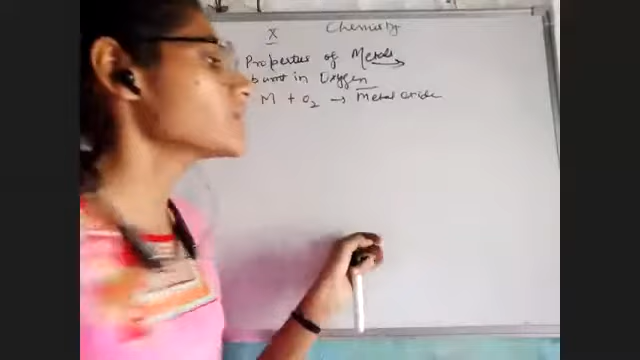 X Chemistry
Properties of Metals
burnt in Oxygen
M + O₂ → Metal oxide